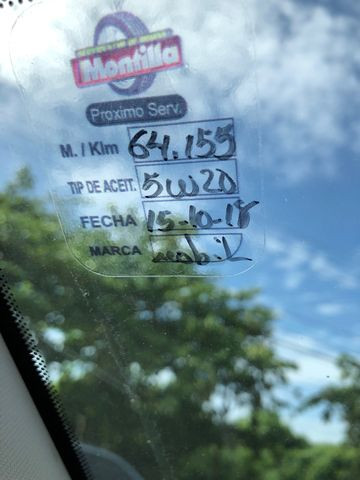 Montilla
Proximo Serv.
M./Klm 64.155
TIP DE ACEIT. 5W20
FECHA 15-10-18
MARCA mobil